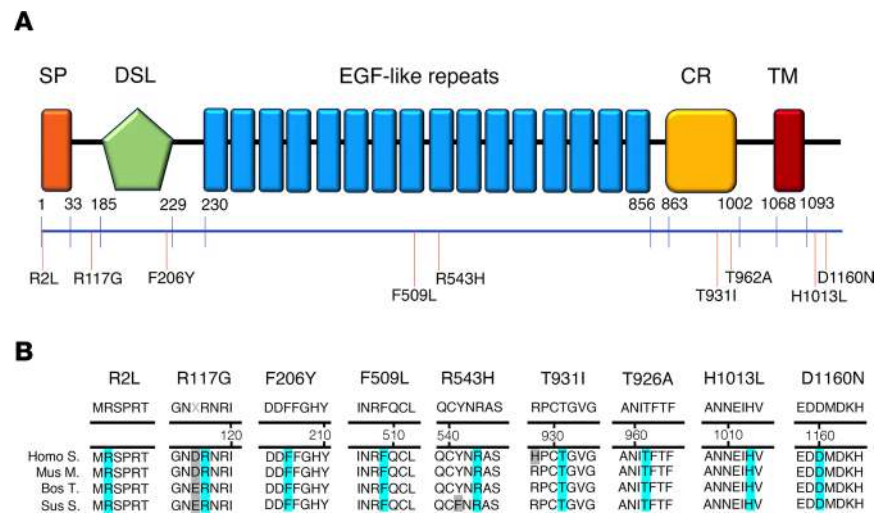 A
SP DSL EGF-like repeats CR TM
1 33 185 229 230 856 863 1002 1068 1093
R2L R117G F206Y F509L R543H T931I T962A H1013L D1160N
B
R2L R117G F206Y F509L R543H T931I T926A H1013L D1160N
MRSPRT GNXRNRI DDFFGHY INRFQCL QCYNRAS RPCTGVG ANITFTF ANNEIHV EDDMDKH
120 210 510 540 930 960 1010 1160
Homo S. MRSPRT GNDRNRI DDFFGHY INRFQCL QCYNRAS HPCTGVG ANITFTF ANNEIHV EDDMDKH
Mus M. MRSPRT GNERNRI DDFFGHY INRFQCL QCYNRAS RPCTGVG ANITFTF ANNEIHV EDDMDKH
Bos T. MRSPRT GNERNRI DDFFGHY INRFQCL QCYNRAS RPCTGVG ANITFTF ANNEIHV EDDMDKH
Sus S. MRSPRT GNERNRI DDFFGHY INRFQCL QCFNRAS RPCTGVG ANITFTF ANNEIHV EDDMDKH